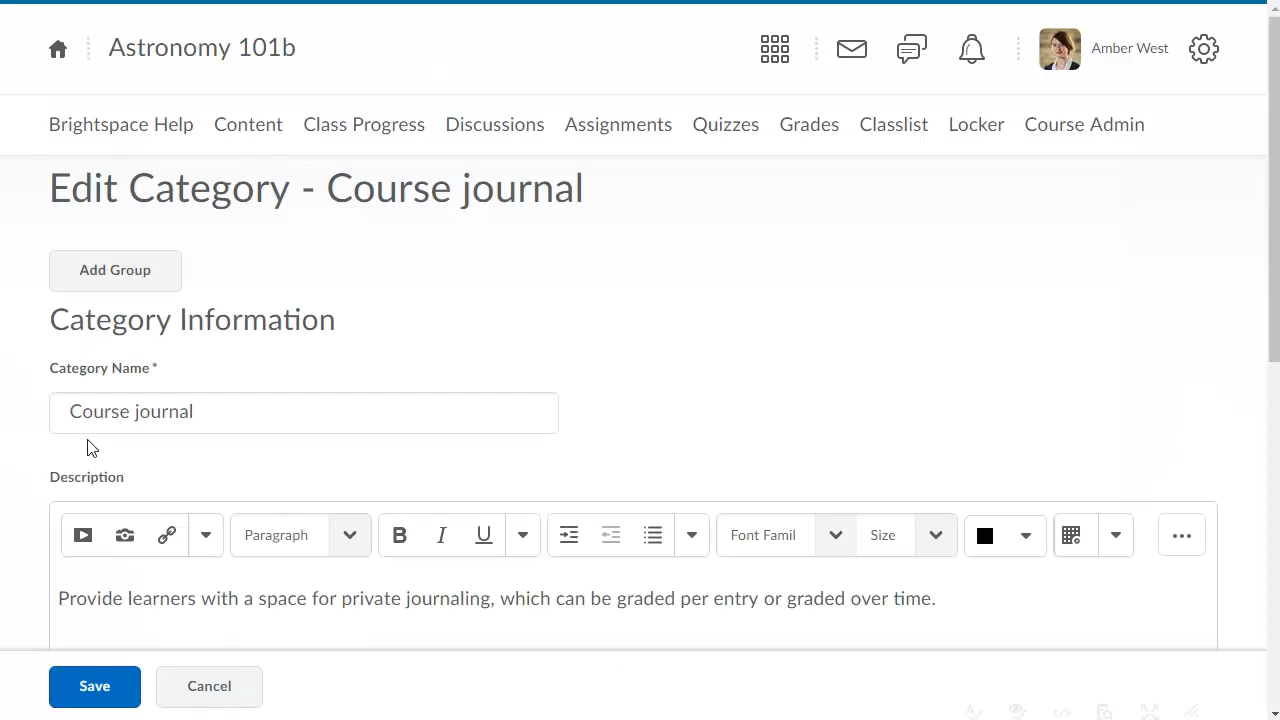 Astronomy 101b
Amber West
Brightspace Help Content Class Progress Discussions Assignments Quizzes Grades Classlist Locker Course Admin
Edit Category - Course journal
Add Group
Category Information
Category Name *
Course journal
Description
Paragraph B I U Font Famil Size
Provide learners with a space for private journaling, which can be graded per entry or graded over time.
Save Cancel